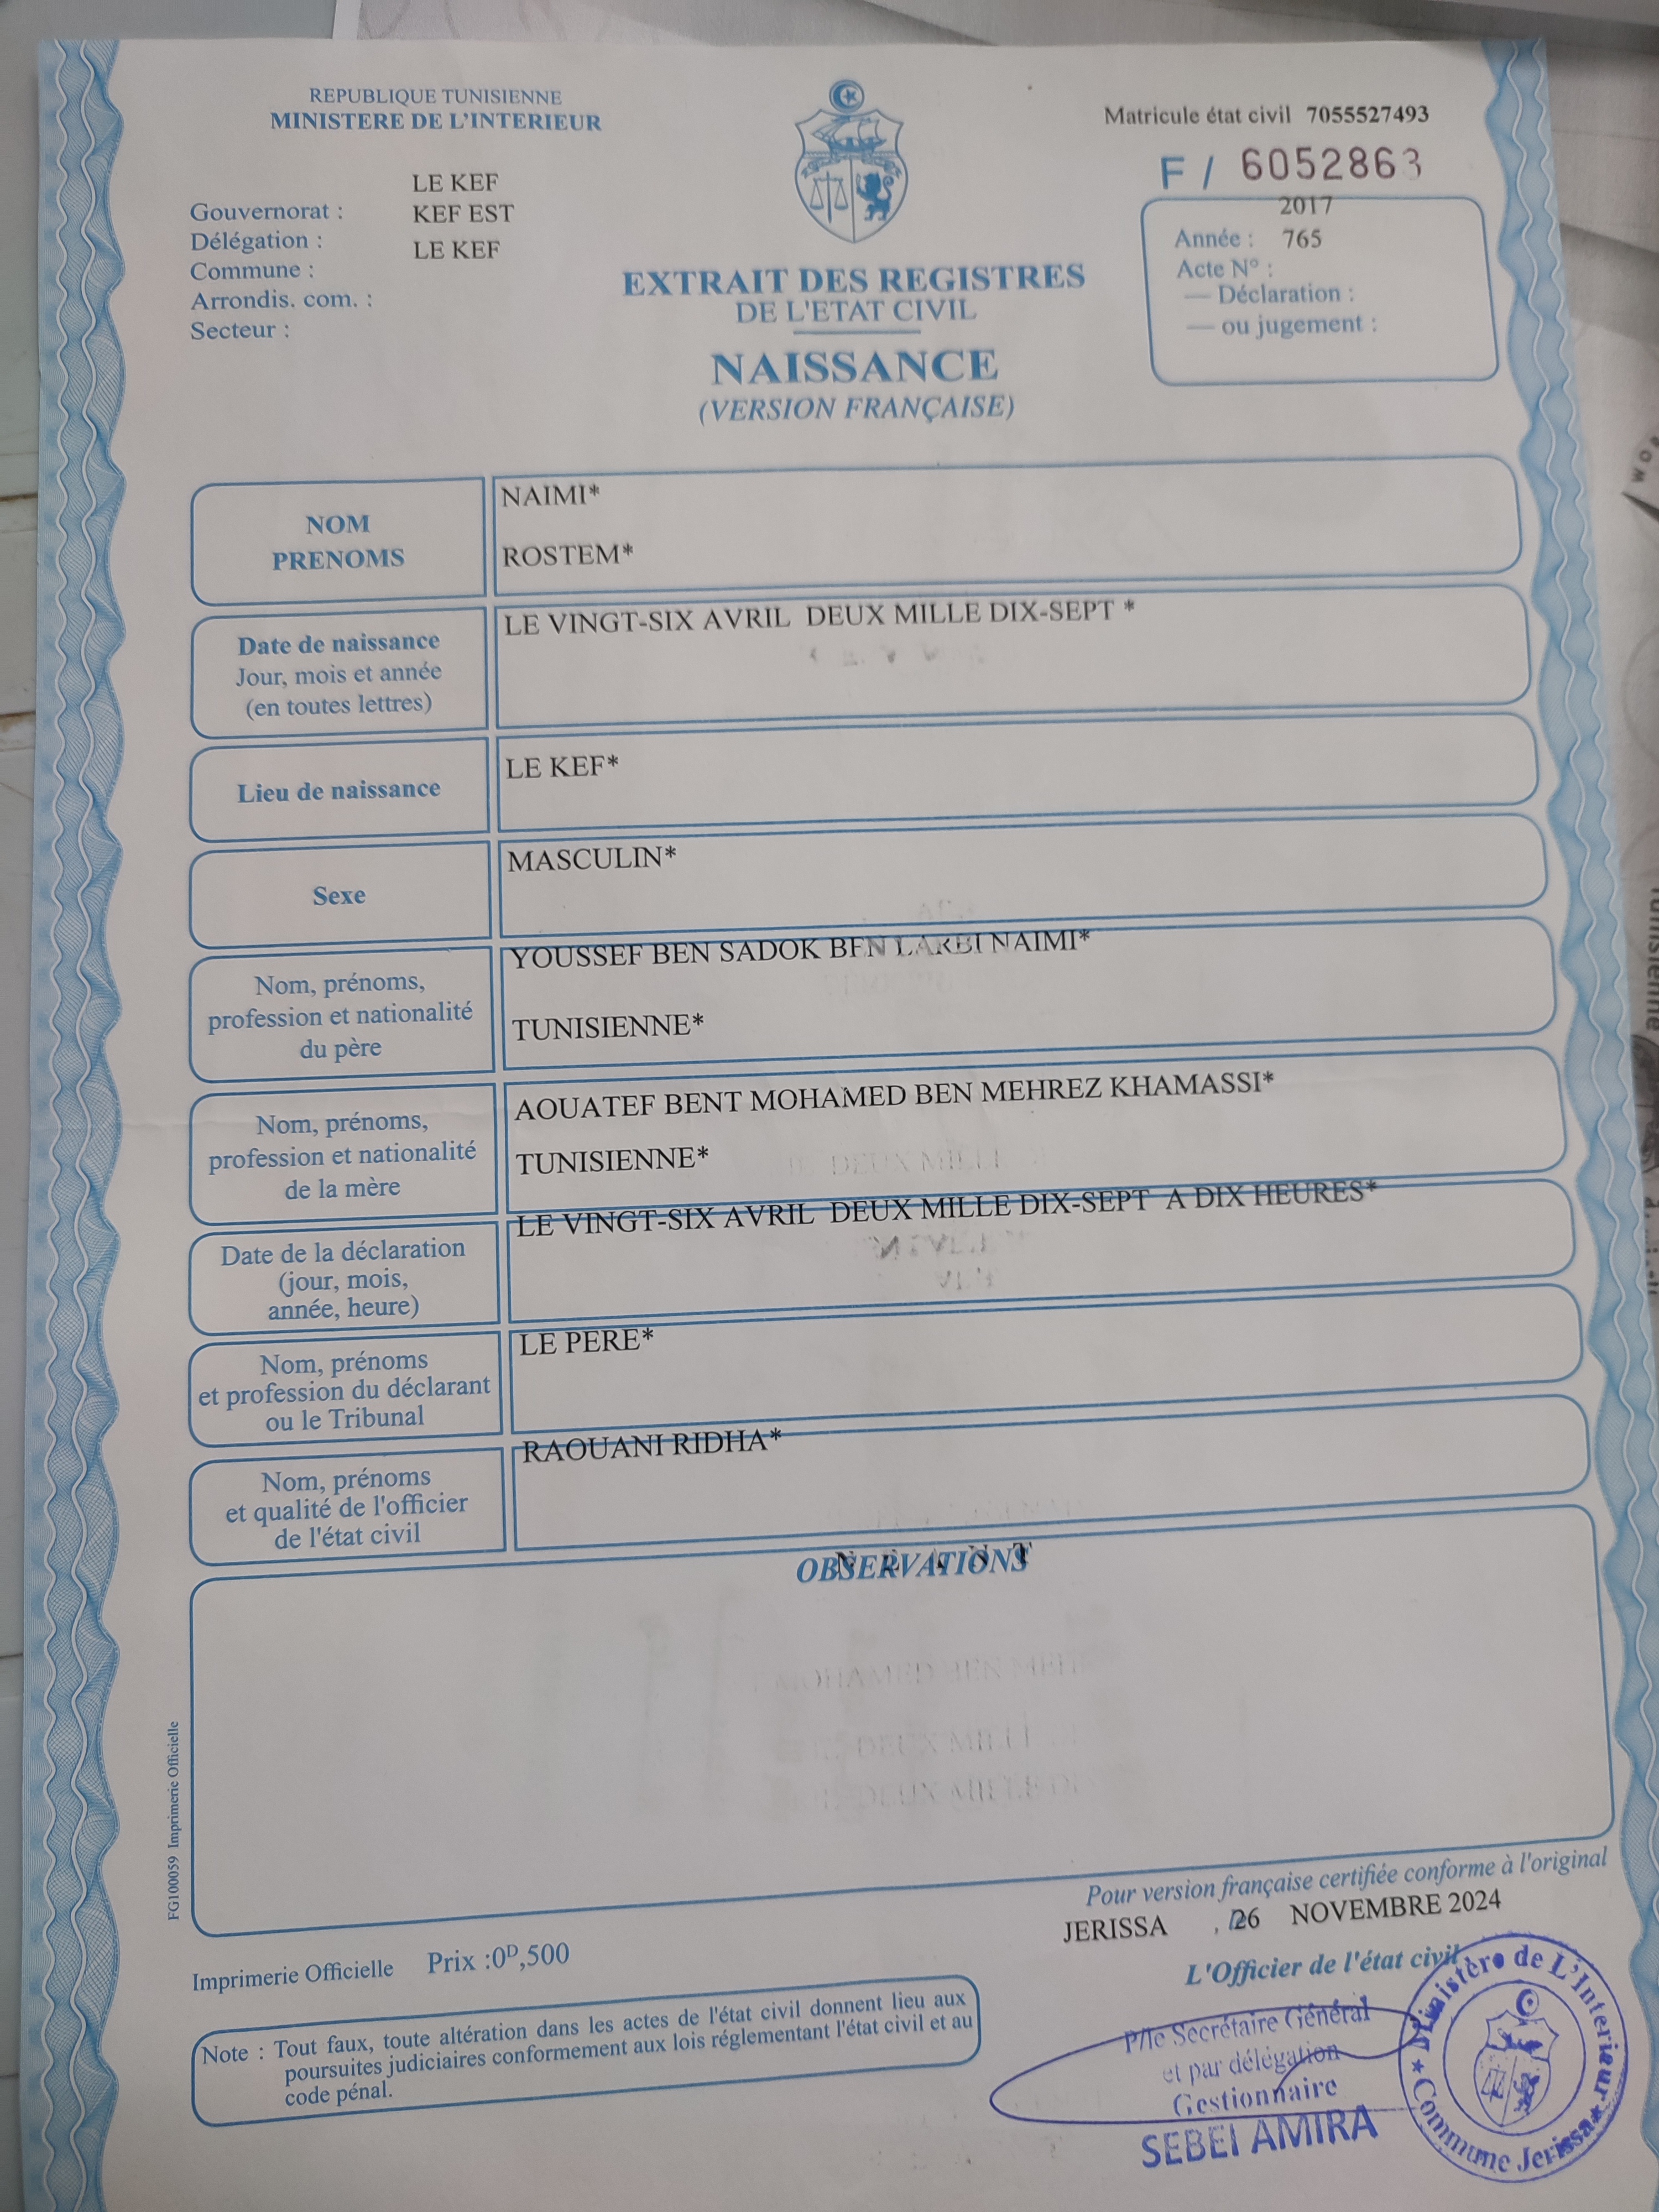 REPUBLIQUE TUNISIENNE
MINISTERE DE L'INTERIEUR
Matricule état civil 7055527493
F / 6052863
LE KEF
Gouvernorat : KEF EST
Délégation : LE KEF
Commune :
Arrondis. com. :
Secteur :
2017
Année : 765
Acte N° :
— Déclaration :
— ou jugement :
EXTRAIT DES REGISTRES
DE L'ETAT CIVIL
NAISSANCE
(VERSION FRANÇAISE)
NOM
PRENOMS
NAIMI*
ROSTEM*
Date de naissance
Jour, mois et année
(en toutes lettres)
LE VINGT-SIX AVRIL DEUX MILLE DIX-SEPT *
Lieu de naissance
LE KEF*
Sexe
MASCULIN*
Nom, prénoms,
profession et nationalité
du père
YOUSSEF BEN SADOK BEN LARBI NAIMI*
TUNISIENNE*
Nom, prénoms,
profession et nationalité
de la mère
AOUATEF BENT MOHAMED BEN MEHREZ KHAMASSI*
TUNISIENNE*
Date de la déclaration
(jour, mois,
année, heure)
LE VINGT-SIX AVRIL DEUX MILLE DIX-SEPT A DIX HEURES*
Nom, prénoms
et profession du déclarant
ou le Tribunal
LE PERE*
Nom, prénoms
et qualité de l'officier
de l'état civil
RAOUANI RIDHA*
OBSERVATIONS
N E A N T
FG100059 Imprimerie Officielle
Pour version française certifiée conforme à l'original
JERISSA , 26 NOVEMBRE 2024
L'Officier de l'état civil
Imprimerie Officielle Prix :0ᴰ,500
Note : Tout faux, toute altération dans les actes de l'état civil donnent lieu aux
poursuites judiciaires conformement aux lois réglementant l'état civil et au
code pénal.
P/le Secrétaire Général
et par délégation
Gestionnaire
SEBEI AMIRA
Ministère de L'Interieur
Commune Jerissa